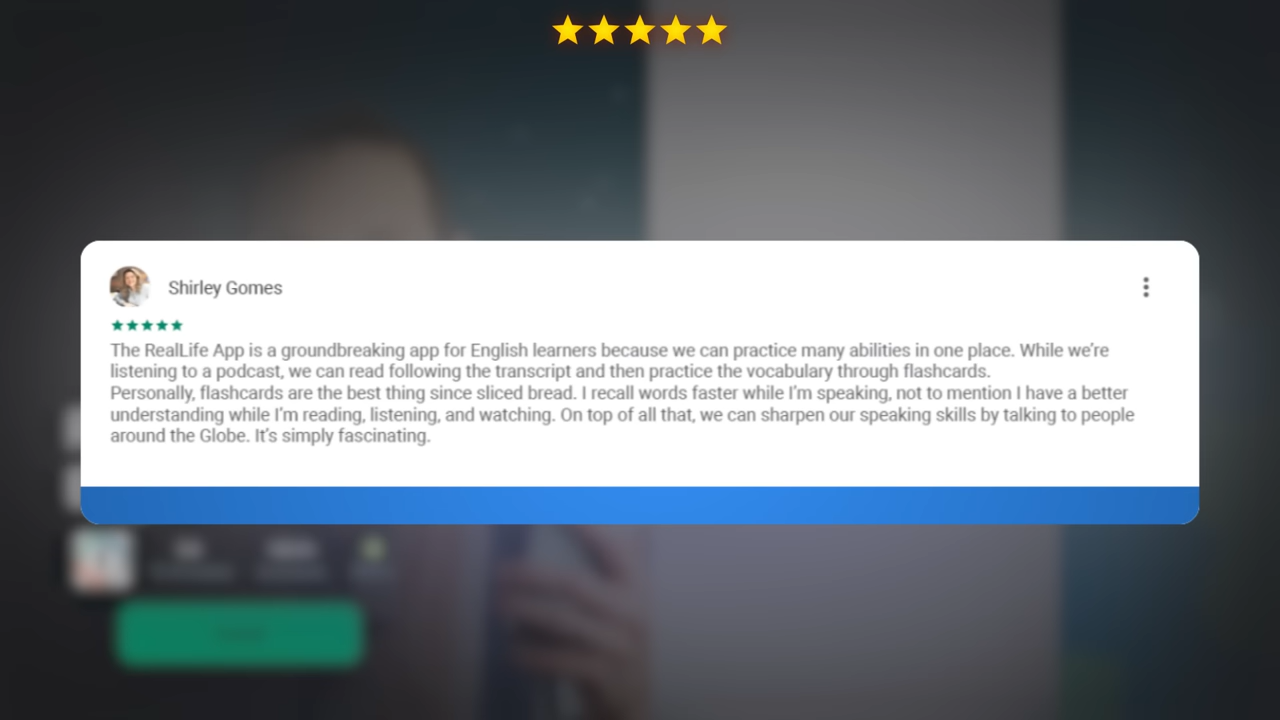 Shirley Gomes
The RealLife App is a groundbreaking app for English learners because we can practice many abilities in one place. While we're
listening to a podcast, we can read following the transcript and then practice the vocabulary through flashcards.
Personally, flashcards are the best thing since sliced bread. I recall words faster while I'm speaking, not to mention I have a better
understanding while I'm reading, listening, and watching. On top of all that, we can sharpen our speaking skills by talking to people
around the Globe. It's simply fascinating.